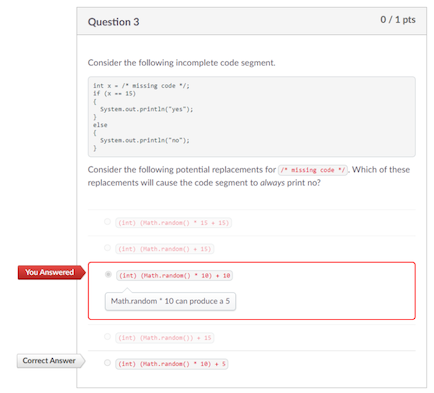 Question 3
0 / 1 pts
Consider the following incomplete code segment.
int x = /* missing code */;
if (x == 15)
{
System.out.println("yes");
}
else
{
System.out.println("no");
}
Consider the following potential replacements for /* missing code */. Which of these
replacements will cause the code segment to always print no?
(int) (Math.random() * 15 + 15)
(int) (Math.random() + 15)
You Answered
(int) (Math.random() * 10) + 10
Math.random * 10 can produce a 5
(int) (Math.random()) + 15
Correct Answer
(int) (Math.random() * 10) + 5